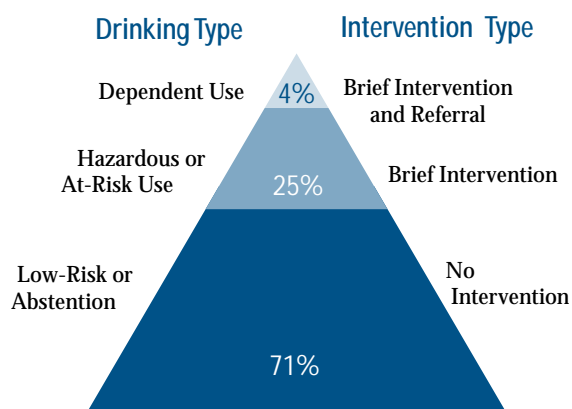 Drinking Type
Intervention Type
Dependent Use
4%
Brief Intervention
and Referral
Hazardous or
At-Risk Use
25%
Brief Intervention
Low-Risk or
Abstention
No
Intervention
71%